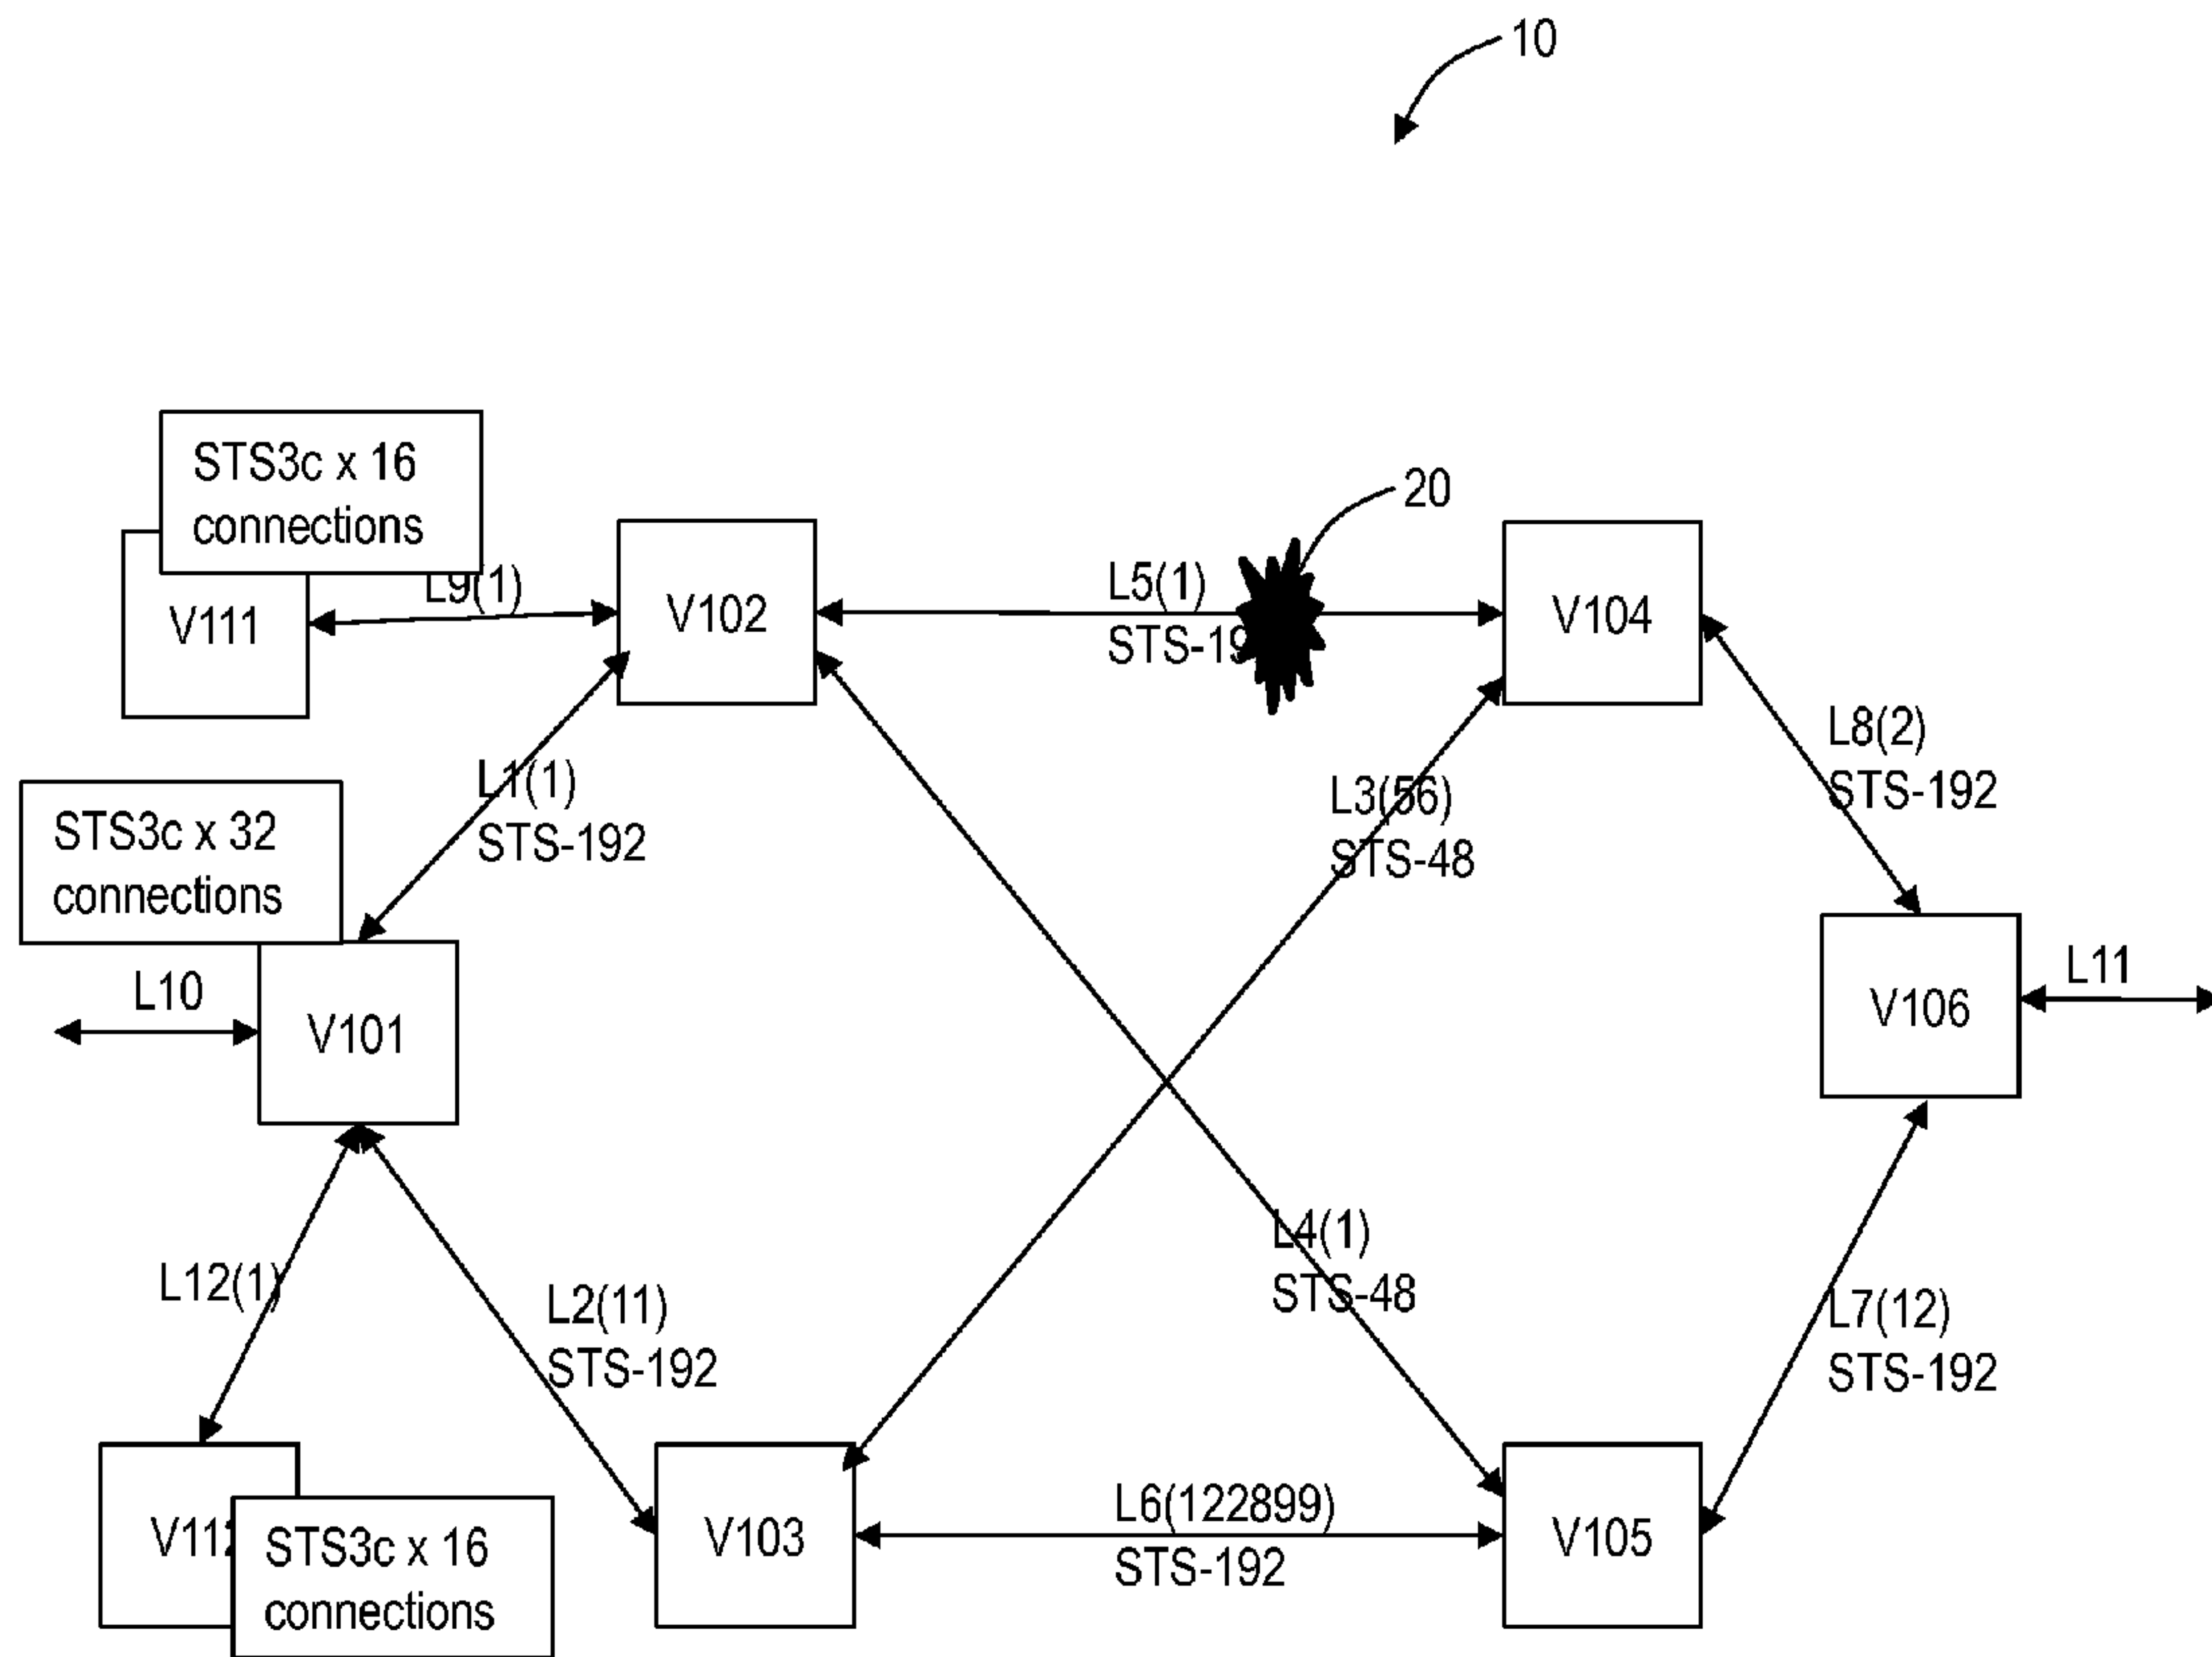 10
STS3c x 16
connections
20
L9(1)
V111
V102
L5(1)
V104
L8(2)
STS-192
L1(1)
STS-192
L3(56)
STS-48
STS3c x 32
connections
L10
V101
V106
L11
L4(1)
STS-48
L12(1)
L2(11)
STS-192
L7(12)
STS-192
STS3c x 16
connections
V103
L6(122899)
STS-192
V105